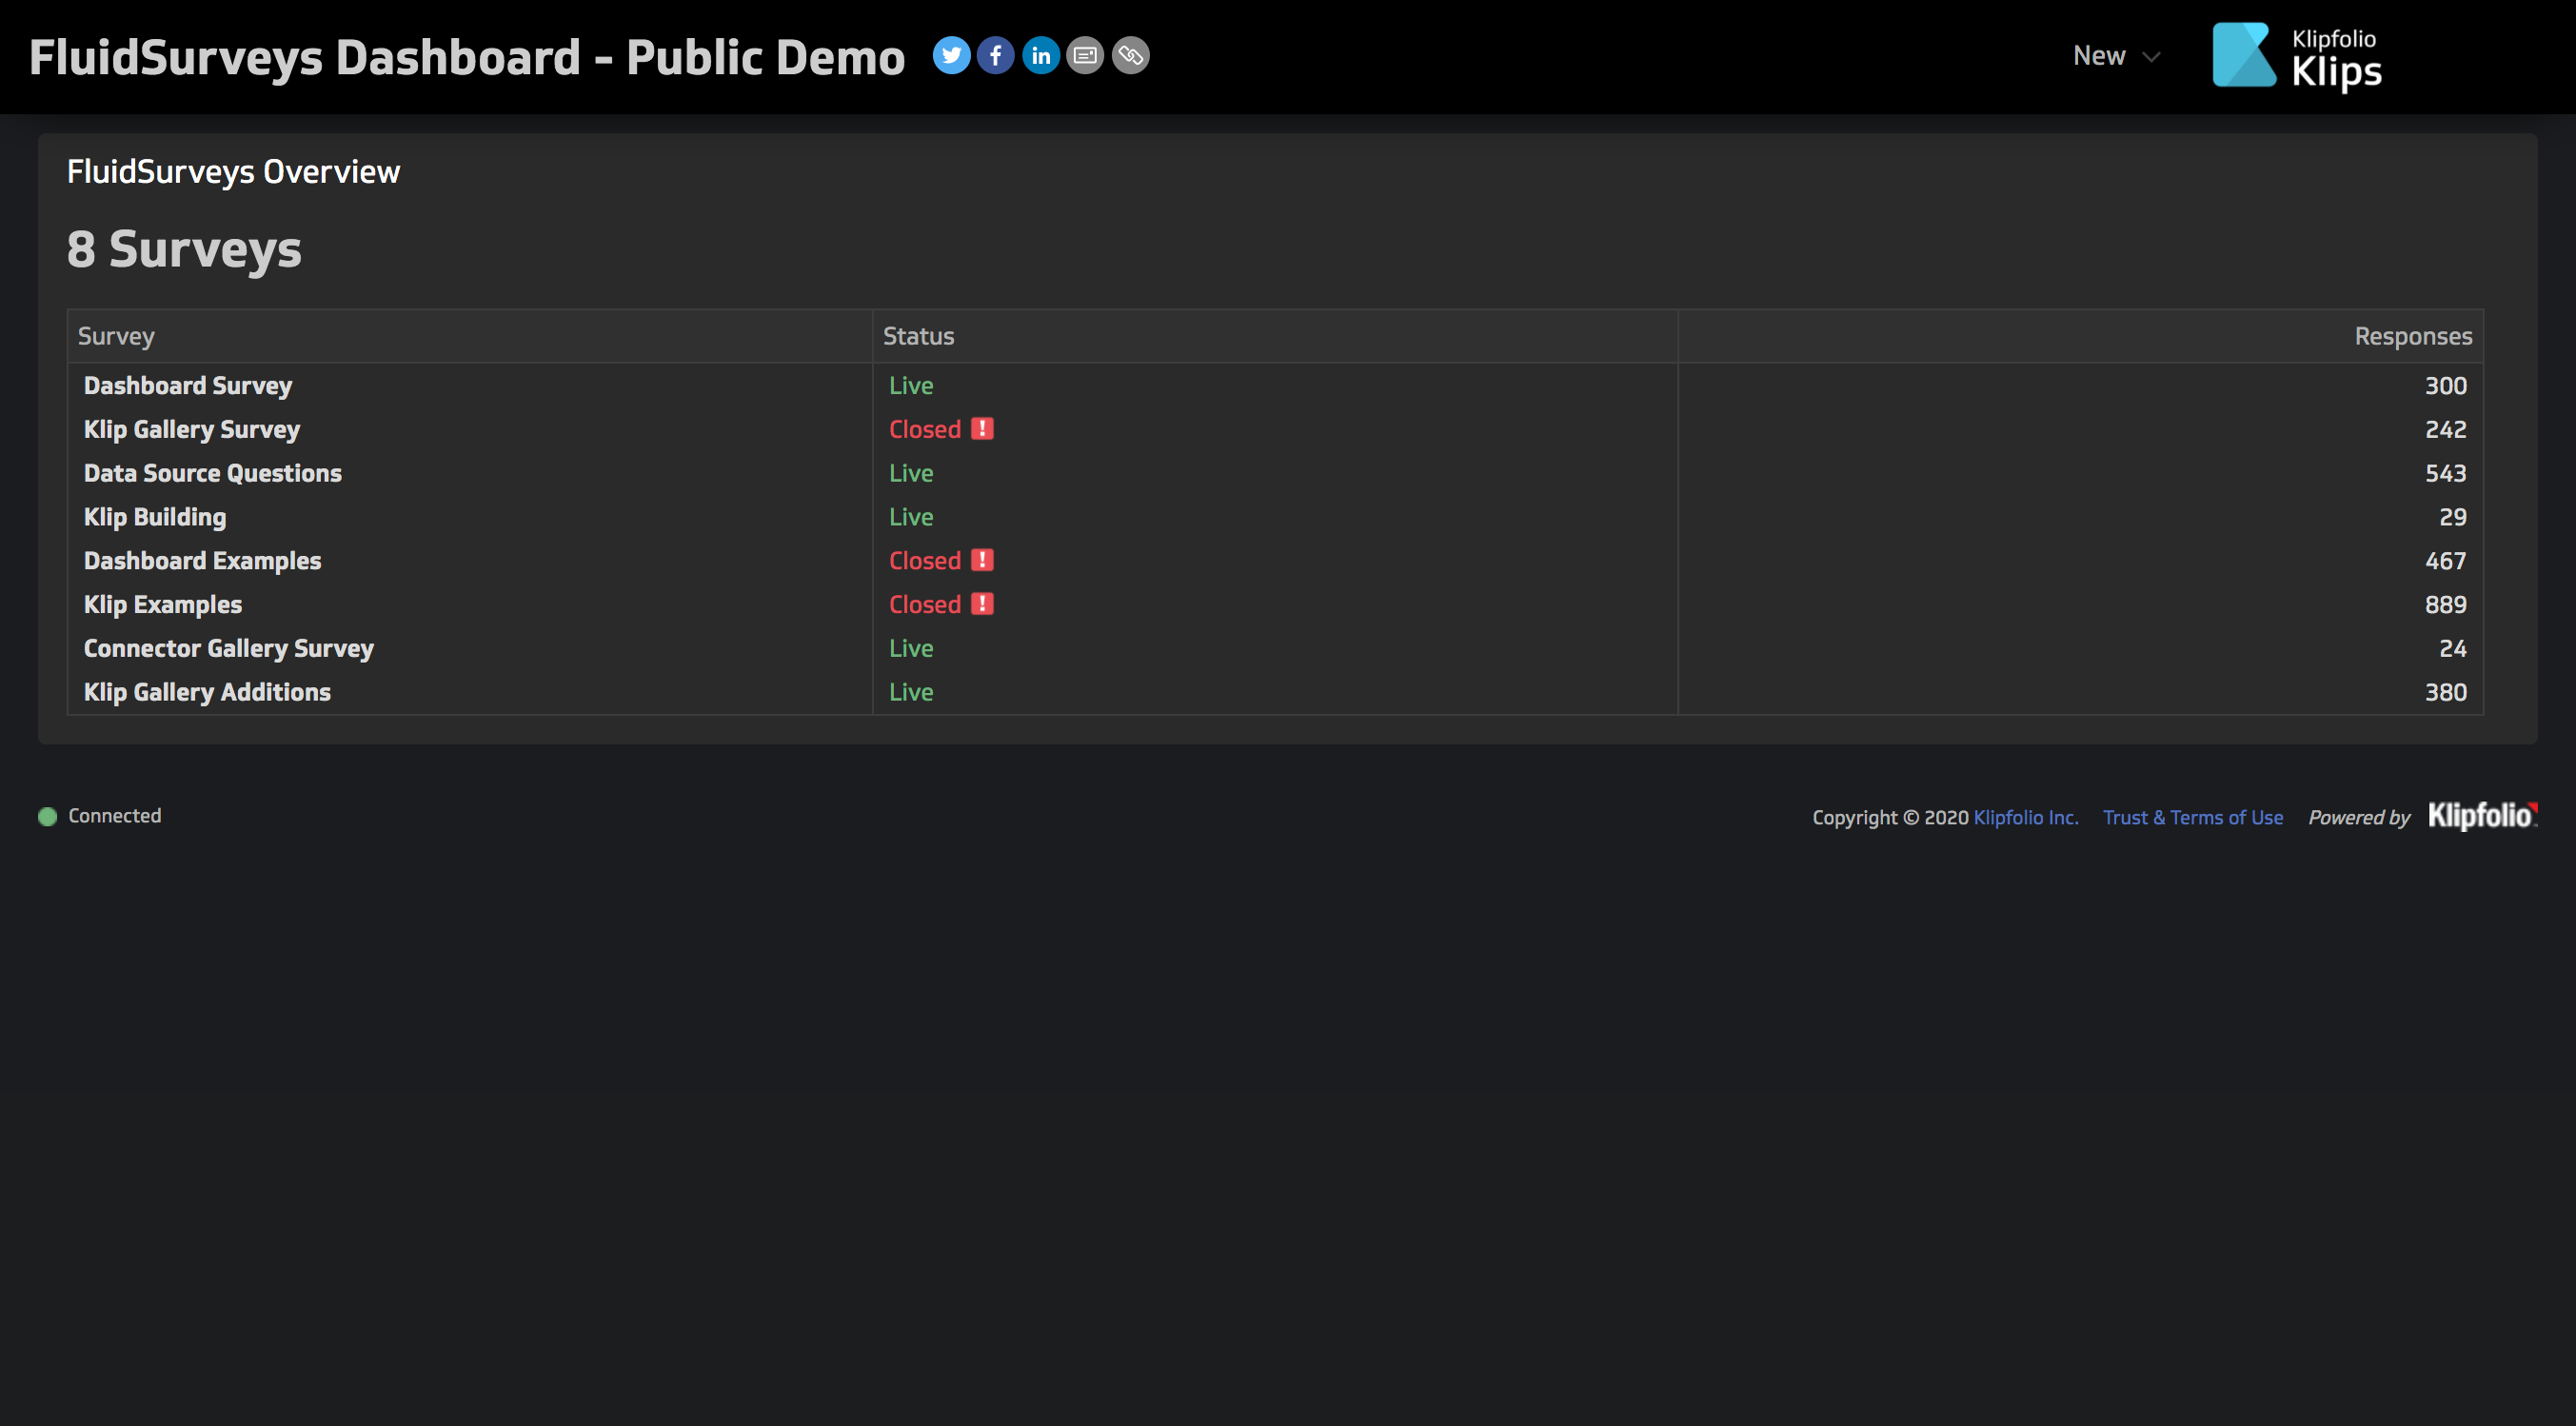 FluidSurveys Dashboard - Public Demo
New
Klipfolio
Klips
FluidSurveys Overview
8 Surveys
Survey Status Responses
Dashboard Survey Live 300
Klip Gallery Survey Closed ! 242
Data Source Questions Live 543
Klip Building Live 29
Dashboard Examples Closed ! 467
Klip Examples Closed ! 889
Connector Gallery Survey Live 24
Klip Gallery Additions Live 380
Connected
Copyright © 2020 Klipfolio Inc. Trust & Terms of Use Powered by Klipfolio